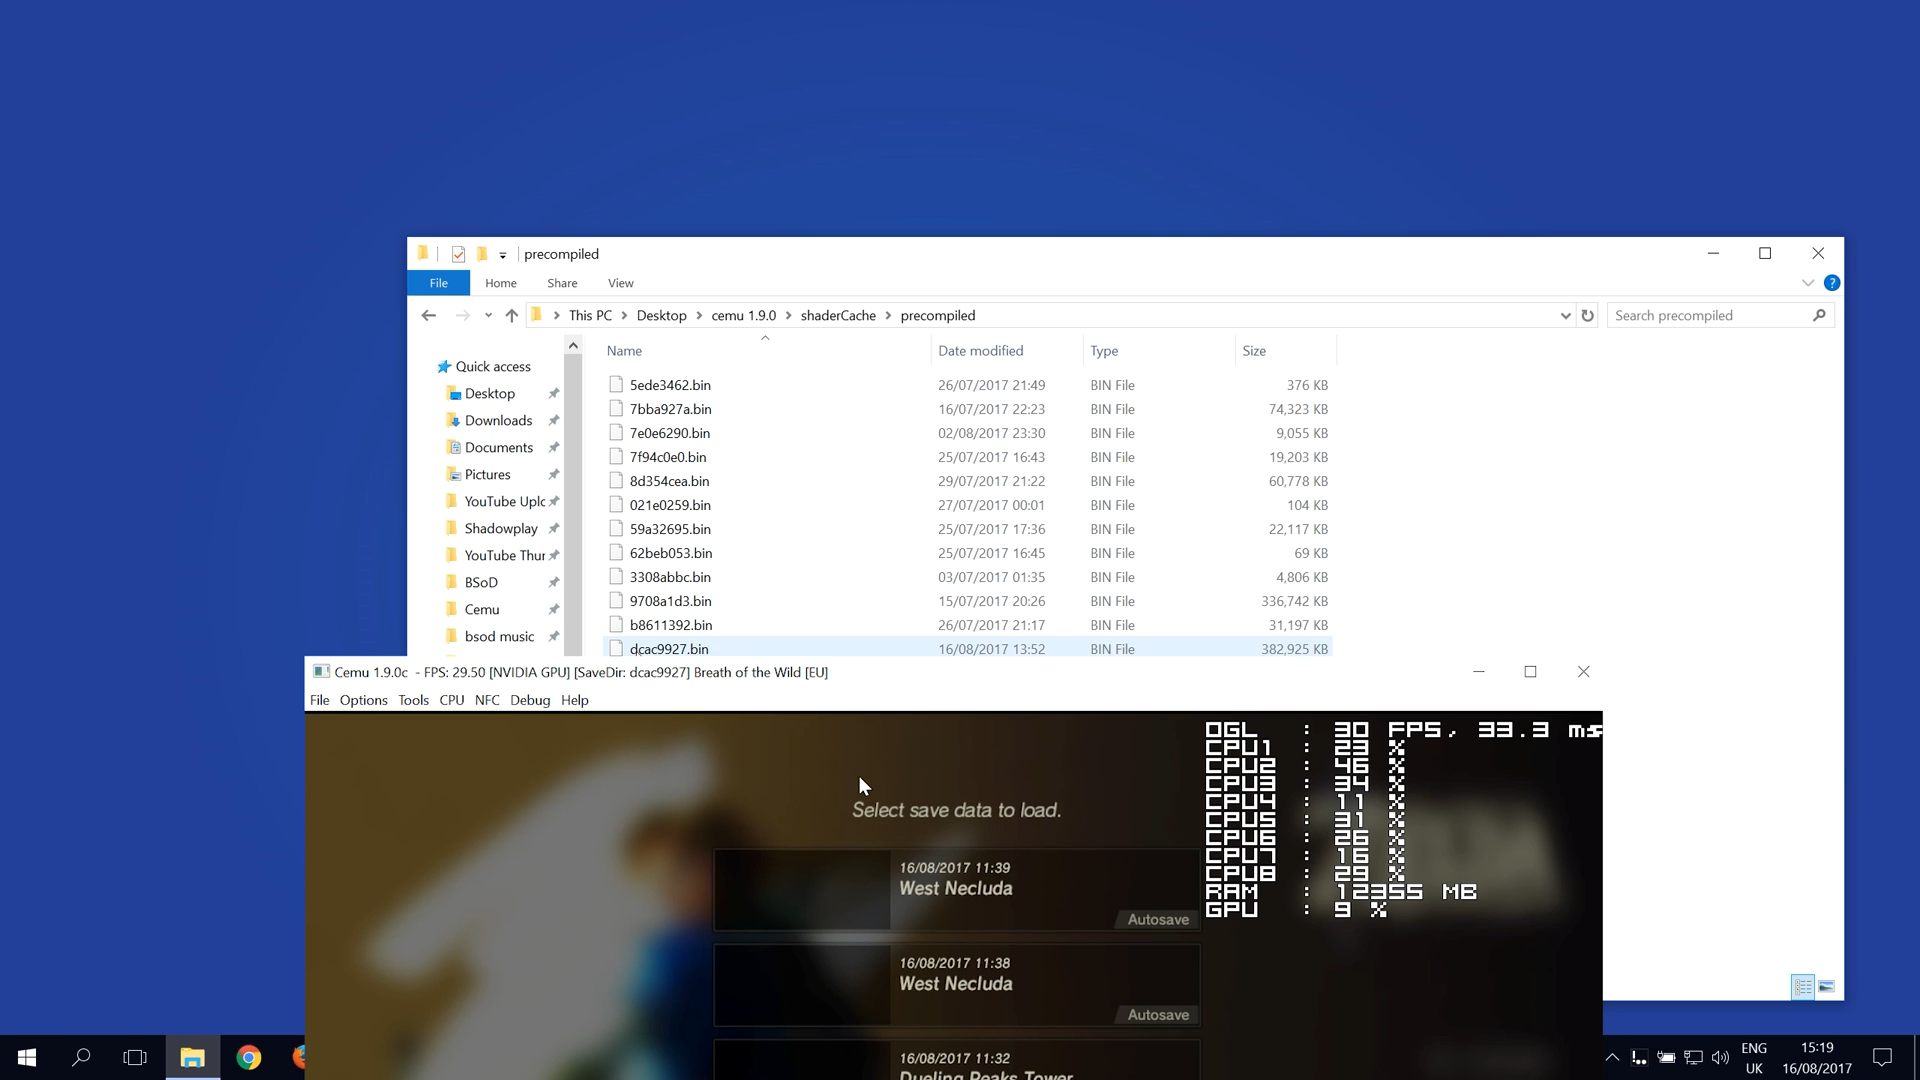 precompiled
File Home Share View
This PC Desktop cemu 1.9.0 shaderCache precompiled
Search precompiled
Name Date modified Type Size
Quick access
Desktop
Downloads
Documents
Pictures
YouTube Uplo
Shadowplay
YouTube Thur
BSoD
Cemu
bsod music
5ede3462.bin 26/07/2017 21:49 BIN File 376 KB
7bba927a.bin 16/07/2017 22:23 BIN File 74,323 KB
7e0e6290.bin 02/08/2017 23:30 BIN File 9,055 KB
7f94c0e0.bin 25/07/2017 16:43 BIN File 19,203 KB
8d354cea.bin 29/07/2017 21:22 BIN File 60,778 KB
021e0259.bin 27/07/2017 00:01 BIN File 104 KB
59a32695.bin 25/07/2017 17:36 BIN File 22,117 KB
62beb053.bin 25/07/2017 16:45 BIN File 69 KB
3308abbc.bin 03/07/2017 01:35 BIN File 4,806 KB
9708a1d3.bin 15/07/2017 20:26 BIN File 336,742 KB
b8611392.bin 26/07/2017 21:17 BIN File 31,197 KB
dcac9927.bin 16/08/2017 13:52 BIN File 382,925 KB
Cemu 1.9.0c - FPS: 29.50 [NVIDIA GPU] [SaveDir: dcac9927] Breath of the Wild [EU]
File Options Tools CPU NFC Debug Help
OGL : 30 FPS, 33.3 ms
CPU1 : 23 %
CPU2 : 46 %
CPU3 : 34 %
CPU4 : 11 %
CPU5 : 31 %
CPU6 : 26 %
CPU7 : 16 %
CPU8 : 29 %
RAM : 12355 MB
GPU : 9 %
Select save data to load.
16/08/2017 11:39
West Necluda
Autosave
16/08/2017 11:38
West Necluda
Autosave
16/08/2017 11:32
Dueling Peaks Tower
ENG
UK
15:19
16/08/2017